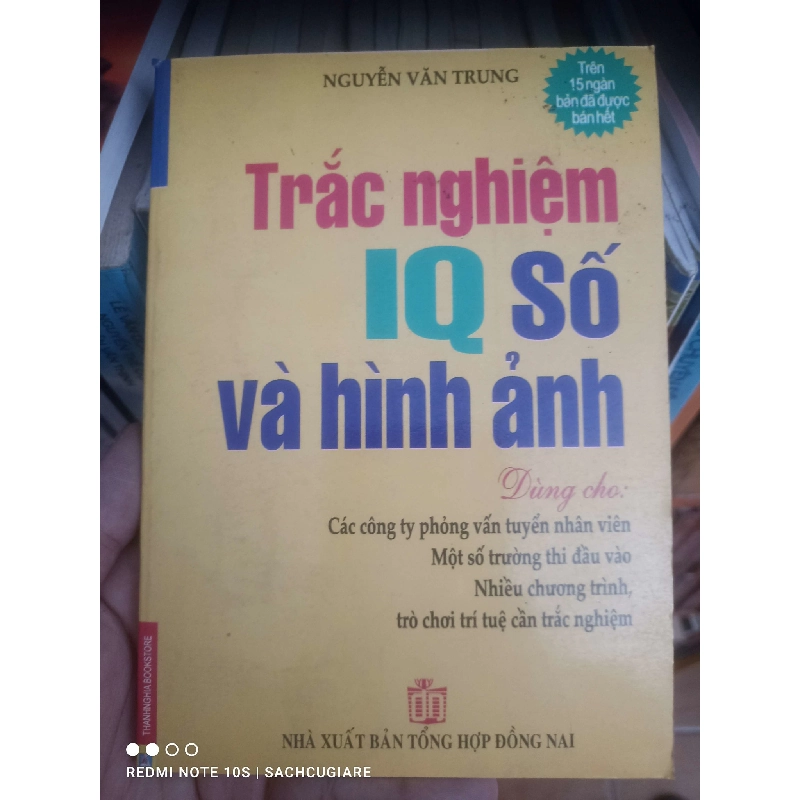 NGUYỄN VĂN TRUNG
Trên
15 ngàn
bản đã được
bán hết
Trắc nghiệm
IQ Số
và hình ảnh
Dùng cho:
Các công ty phỏng vấn tuyển nhân viên
Một số trường thi đầu vào
Nhiều chương trình,
trò chơi trí tuệ cần trắc nghiệm
THANHNGHIA BOOKSTORE
NHÀ XUẤT BẢN TỔNG HỢP ĐỒNG NAI
REDMI NOTE 10S | SACHCUGIARE